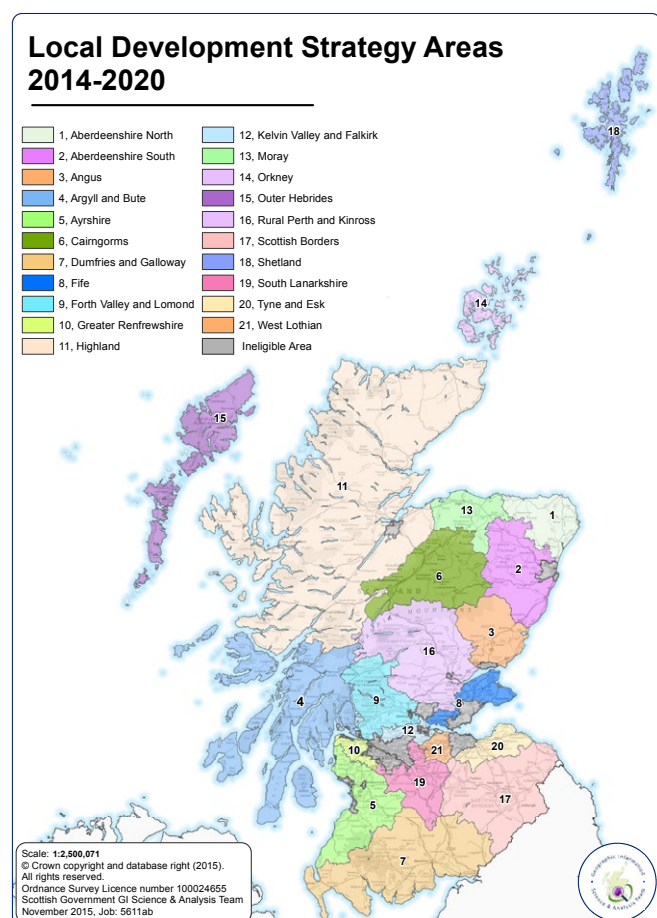 Local Development Strategy Areas
2014-2020
1, Aberdeenshire North
2, Aberdeenshire South
3, Angus
4, Argyll and Bute
5, Ayrshire
6, Cairngorms
7, Dumfries and Galloway
8, Fife
9, Forth Valley and Lomond
10, Greater Renfrewshire
11, Highland
12, Kelvin Valley and Falkirk
13, Moray
14, Orkney
15, Outer Hebrides
16, Rural Perth and Kinross
17, Scottish Borders
18, Shetland
19, South Lanarkshire
20, Tyne and Esk
21, West Lothian
Ineligible Area
18
14
15
11
13
1
6
2
3
16
9
8
4
12
10
21
20
19
5
17
7
Scale: 1:2,500,071
© Crown copyright and database right (2015).
All rights reserved.
Ordnance Survey Licence number 100024655
Scottish Government GI Science & Analysis Team
November 2015, Job: 5611ab
Geographic Information
Science & Analysis Team